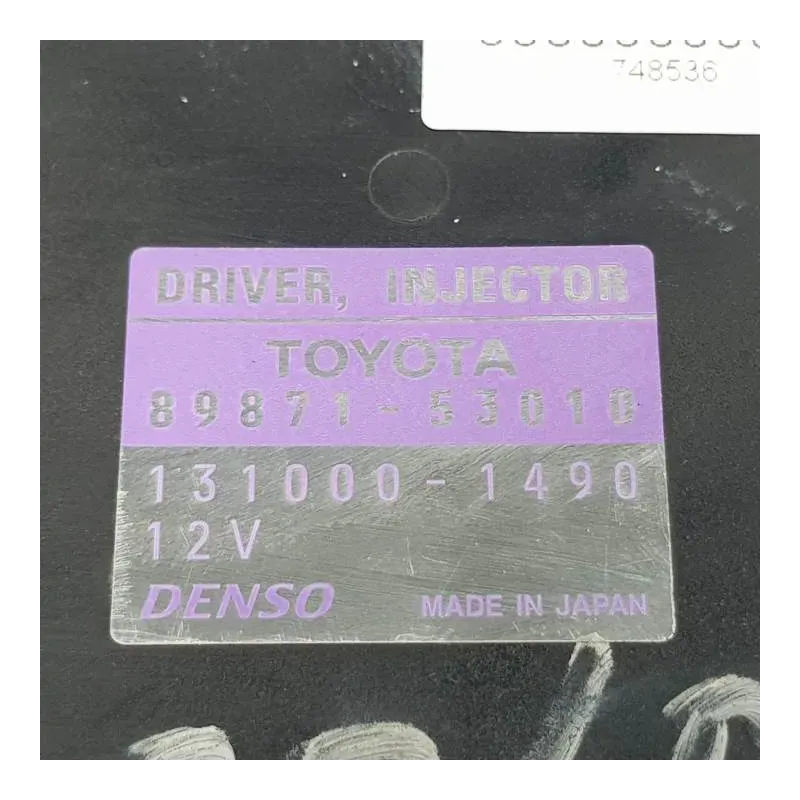 748536
DRIVER, INJECTOR
TOYOTA
89871-53010
131000-1490
12V
DENSO MADE IN JAPAN